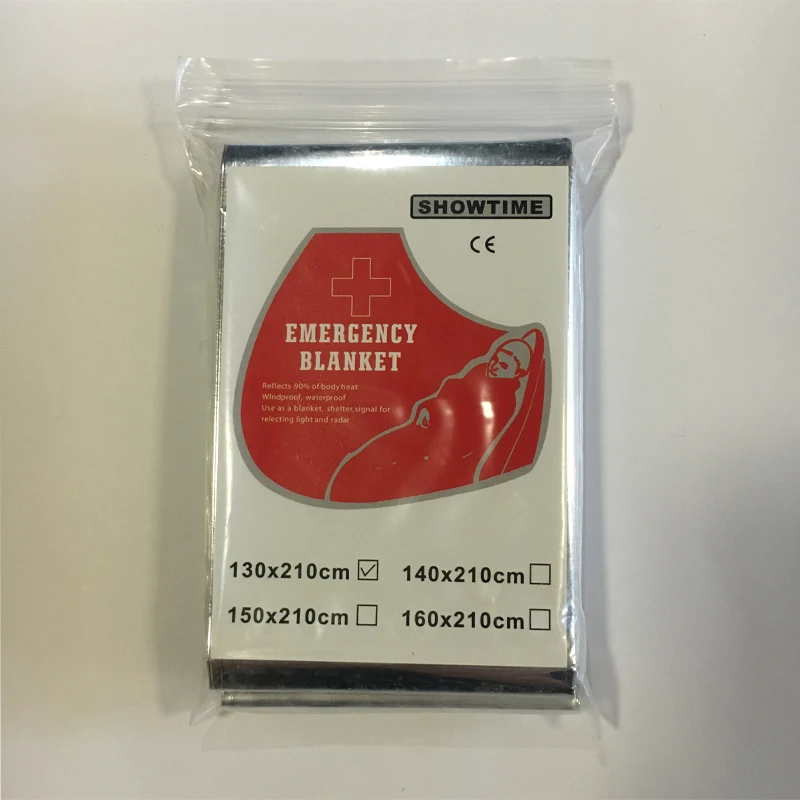 SHOWTIME
CE
EMERGENCY
BLANKET
Reflects 90% of body heat
Windproof, waterproof
Use as a blanket, shelter,signal for
relecting light and radar
130x210cm ☑ 140x210cm ☐
150x210cm ☐ 160x210cm ☐